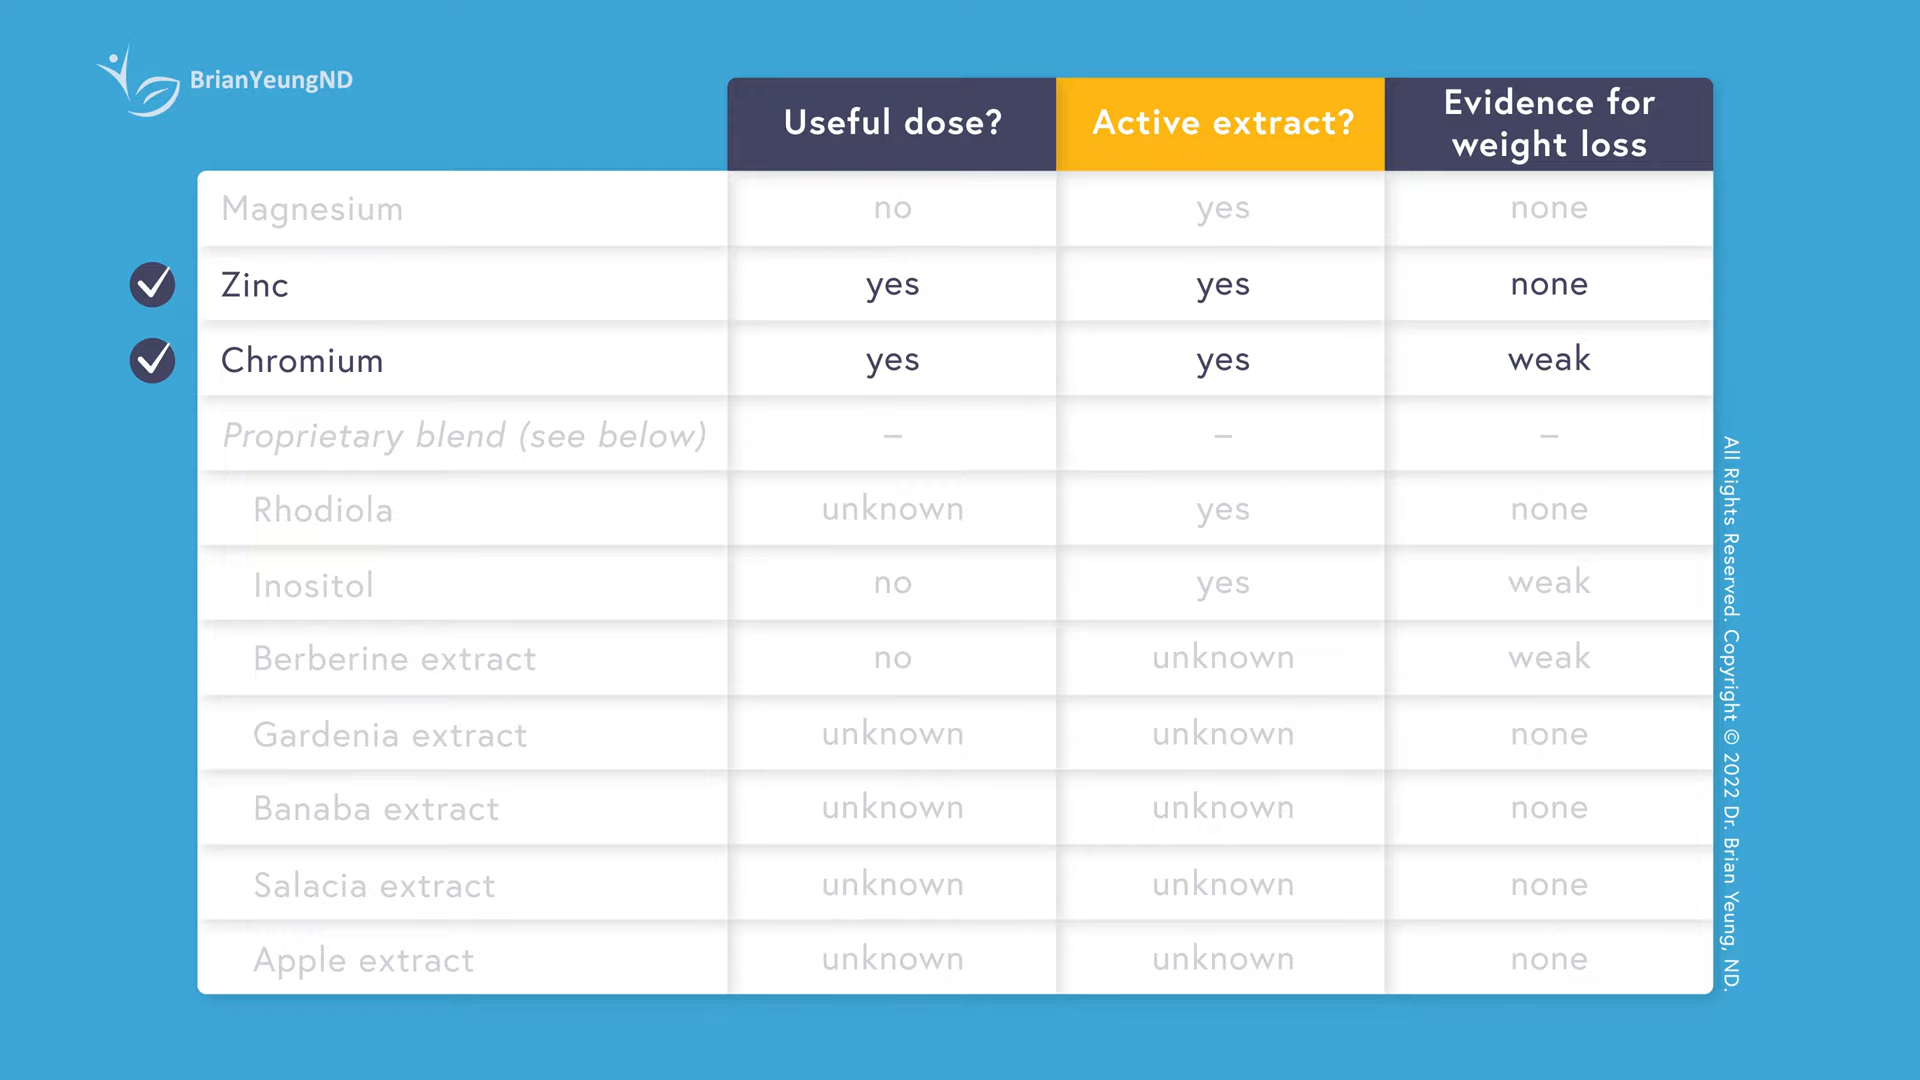 BrianYeungND
Useful dose? Active extract? Evidence for weight loss
Magnesium no yes none
Zinc yes yes none
Chromium yes yes weak
Proprietary blend (see below) – – –
Rhodiola unknown yes none
Inositol no yes weak
Berberine extract no unknown weak
Gardenia extract unknown unknown none
Banaba extract unknown unknown none
Salacia extract unknown unknown none
Apple extract unknown unknown none
All Rights Reserved. Copyright © 2022 Dr. Brian Yeung, ND.